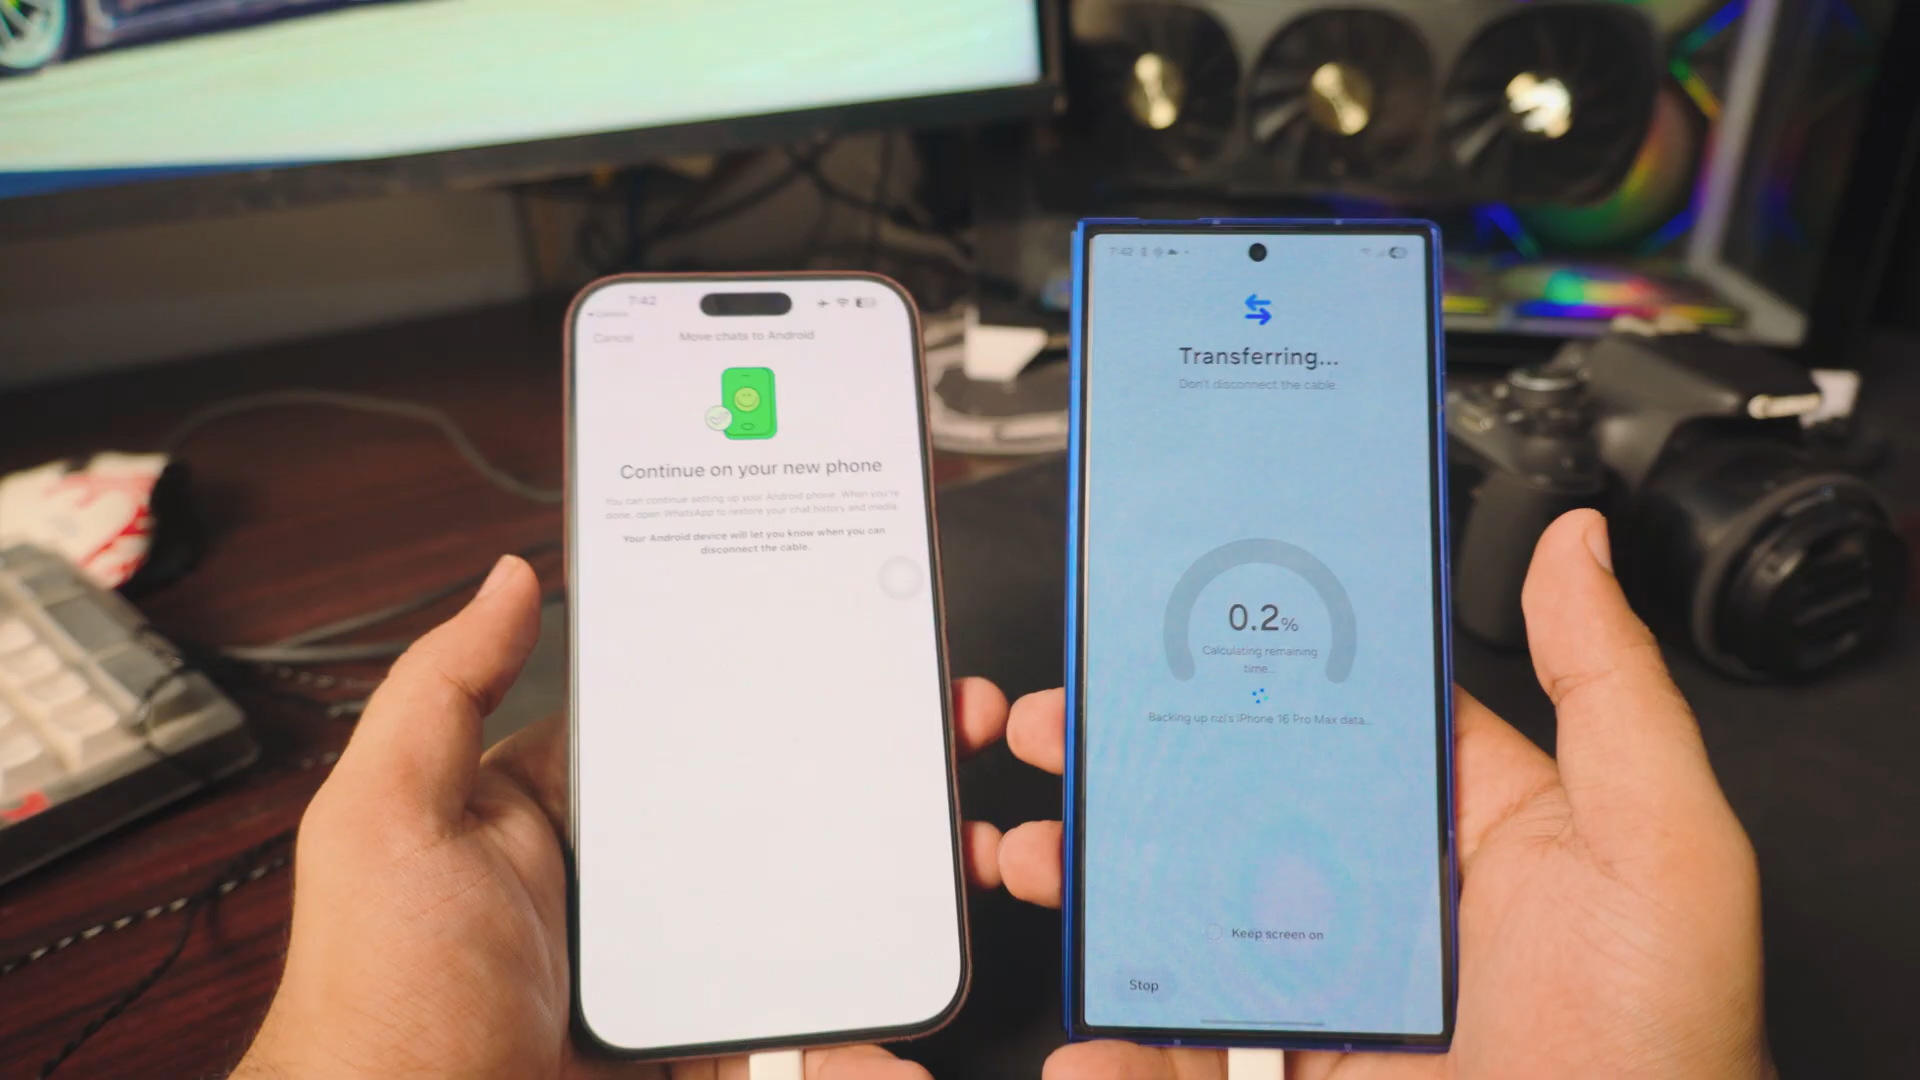 7:42
Cancel
Move chats to Android
Continue on your new phone
You can continue setting up your Android phone. When you're
done, open WhatsApp to restore your chat history and media.
Your Android device will let you know when you can
disconnect the cable.
7:42
Transferring...
Don't disconnect the cable.
0.2%
Calculating remaining
time...
Backing up rizi's iPhone 16 Pro Max data...
Keep screen on
Stop